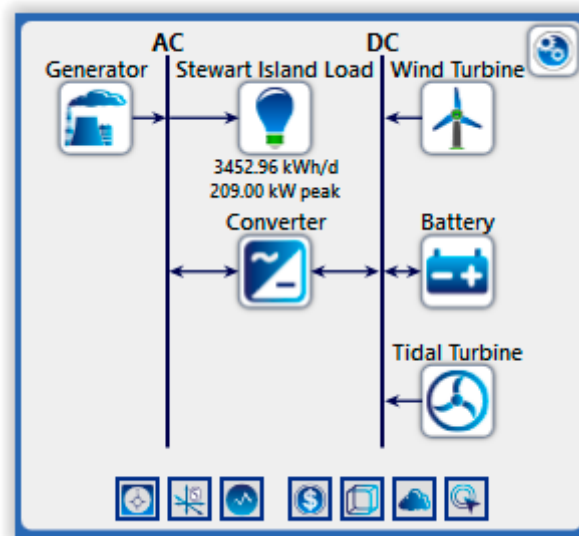 AC
DC
Generator
Stewart Island Load
Wind Turbine
3452.96 kWh/d
209.00 kW peak
Converter
Battery
Tidal Turbine